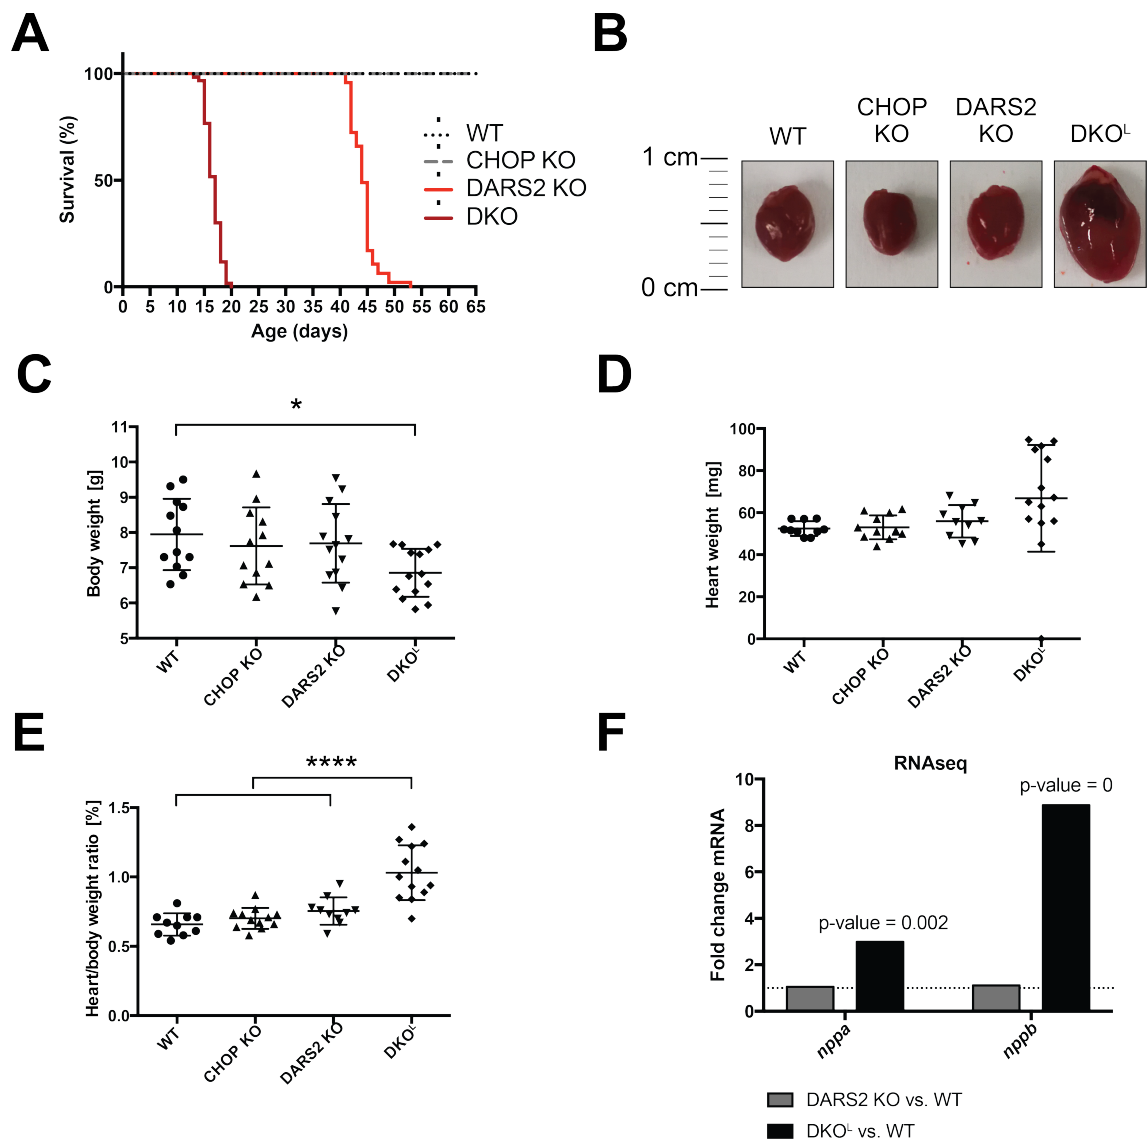 A
100
50
0
Survival (%)
0 5 10 15 20 25 30 35 40 45 50 55 60 65
Age (days)
WT
CHOP KO
DARS2 KO
DKO
B
WT
CHOP
KO
DARS2
KO
DKOᴸ
1 cm
0 cm
C
*
11
10
9
8
7
6
5
Body weight [g]
WT
CHOP KO
DARS2 KO
DKOᴸ
D
100
80
60
40
20
0
Heart weight [mg]
WT
CHOP KO
DARS2 KO
DKOᴸ
E
****
1.5
1.0
0.5
0.0
Heart/body weight ratio [%]
WT
CHOP KO
DARS2 KO
DKOᴸ
F
RNAseq
10
8
6
4
2
0
Fold change mRNA
p-value = 0.002
p-value = 0
nppa
nppb
DARS2 KO vs. WT
DKOᴸ vs. WT